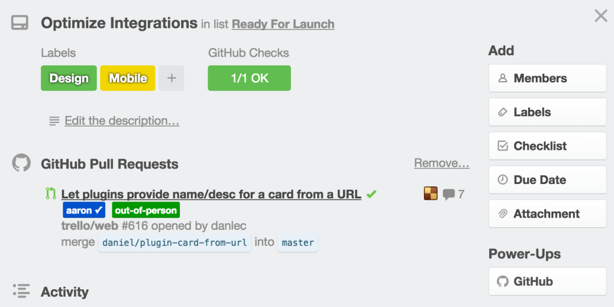 Optimize Integrations in list Ready For Launch
Labels
GitHub Checks
Design Mobile + 1/1 OK
Edit the description...
GitHub Pull Requests Remove...
Let plugins provide name/desc for a card from a URL ✔ 7
aaron ✔ out-of-person
trello/web #616 opened by danlec
merge daniel/plugin-card-from-url into master
Activity
Add
Members
Labels
Checklist
Due Date
Attachment
Power-Ups
GitHub